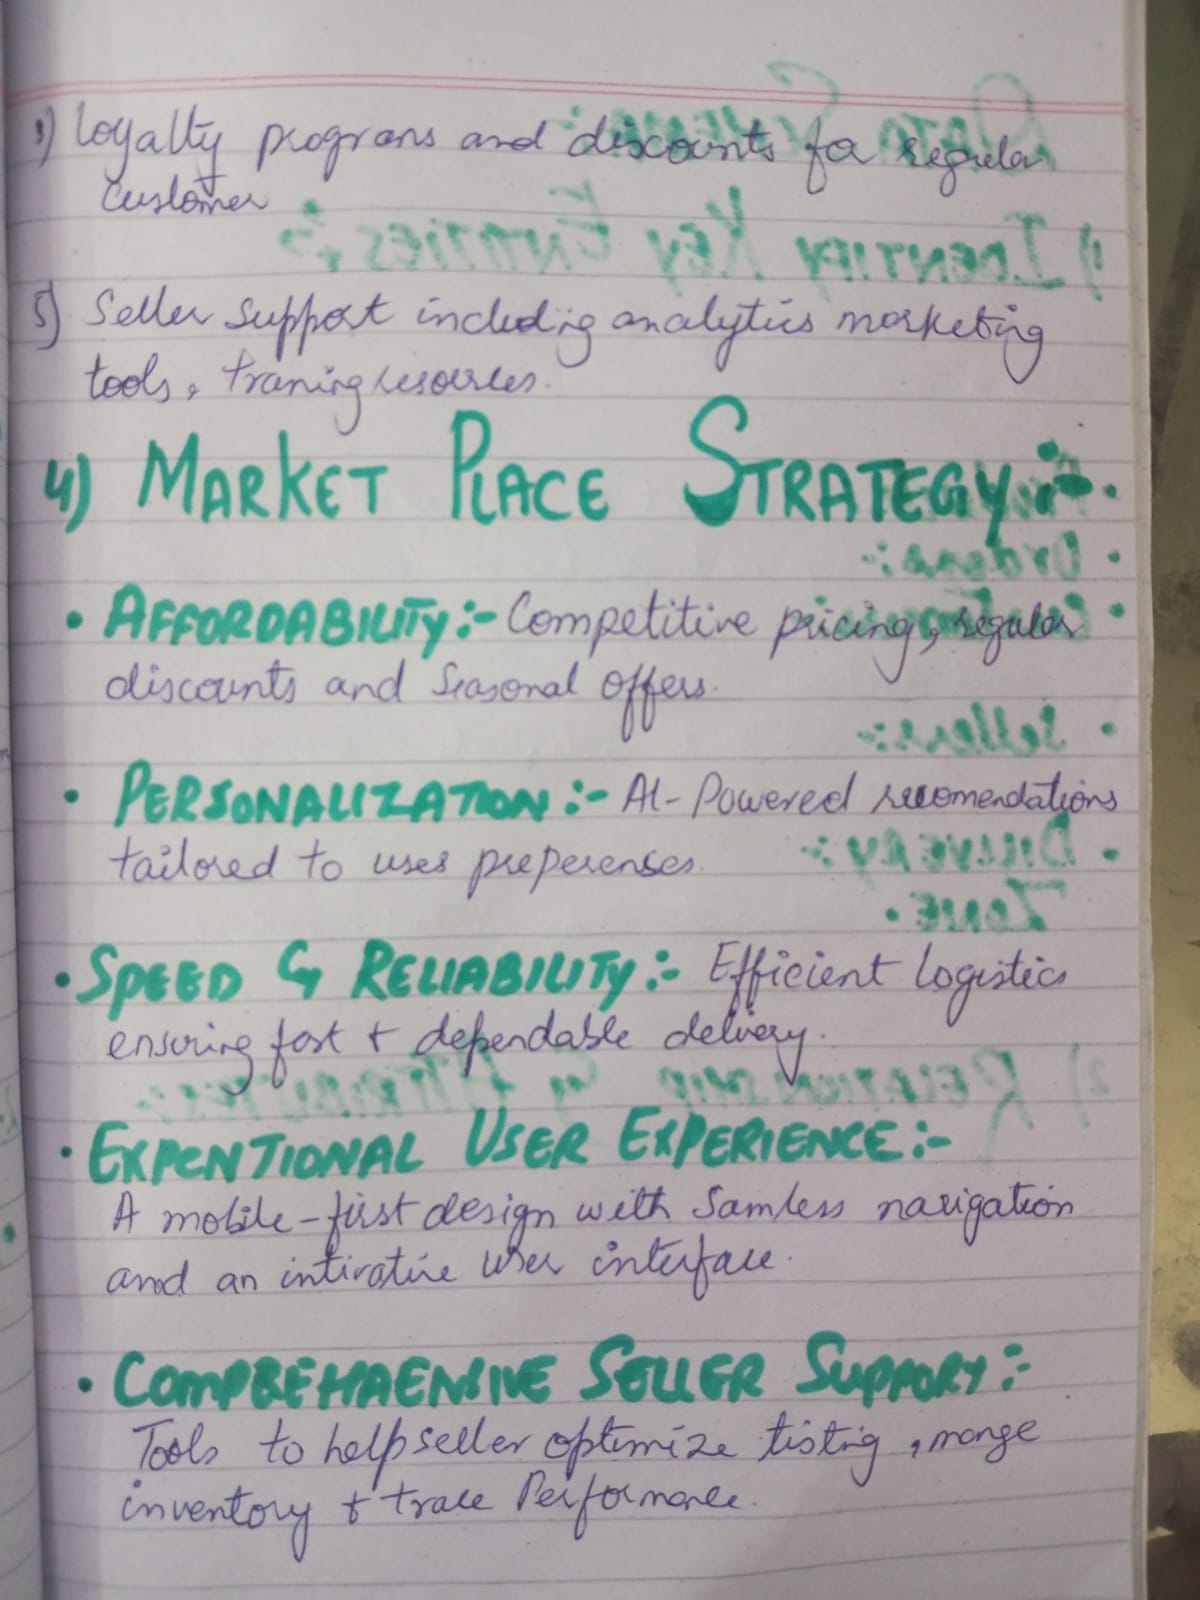 3) Loyalty prograns and discounts for regular
customer
5) Seller support includig analytics marketing
tools, traning resources.
4) MARKET PLACE STRATEGY :-
• AFFORDABILITY :- Competitive pricing, regular
discounts and Seasonal offers.
• PERSONALIZATION :- AI-Powered recomendations
tailored to uses preperenses.
• SPEED & RELIABILITY :- Efficient Logistics
ensuring fast & dependable delivery.
• EXPENTIONAL USER EXPERIENCE :-
A mobile-first design with Samless navigation
and an intirative user interface.
• COMPREHAENSIVE SELLER SUPPORT :-
Tools to help seller optimize tisting, mange
inventory & trace Performance.